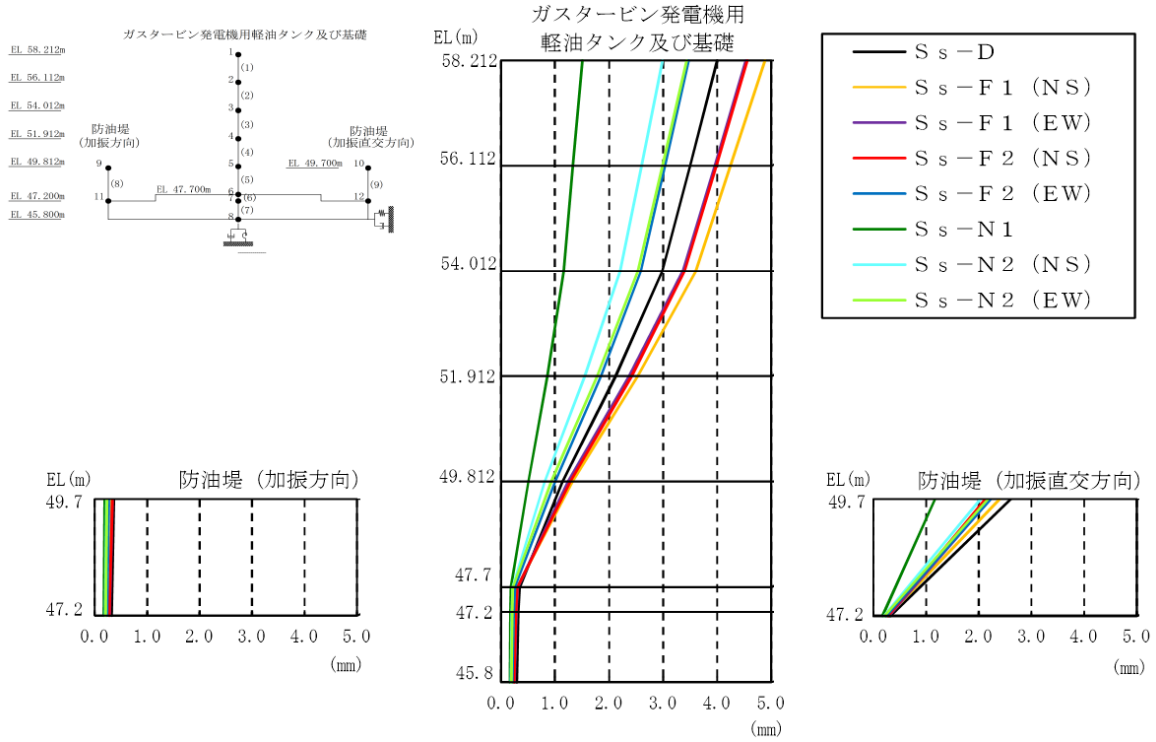 ガスタービン発電機用軽油タンク及び基礎
EL 58.212m
EL 56.112m
EL 54.012m
EL 51.912m
EL 49.812m
EL 47.200m
EL 45.800m
1
(1)
2
(2)
3
(3)
4
(4)
5
(5)
6
(6)
7
(7)
8
防油堤
(加振方向)
9
(8)
11
EL 47.700m
防油堤
(加振直交方向)
EL 49.700m
10
(9)
12
ガスタービン発電機用
軽油タンク及び基礎
EL(m)
58.212
56.112
54.012
51.912
49.812
47.7
47.2
45.8
0.0 1.0 2.0 3.0 4.0 5.0
(mm)
Ss-D
Ss-F1 (NS)
Ss-F1 (EW)
Ss-F2 (NS)
Ss-F2 (EW)
Ss-N1
Ss-N2 (NS)
Ss-N2 (EW)
EL(m)
防油堤 (加振方向)
49.7
47.2
0.0 1.0 2.0 3.0 4.0 5.0
(mm)
EL(m)
防油堤 (加振直交方向)
49.7
47.2
0.0 1.0 2.0 3.0 4.0 5.0
(mm)